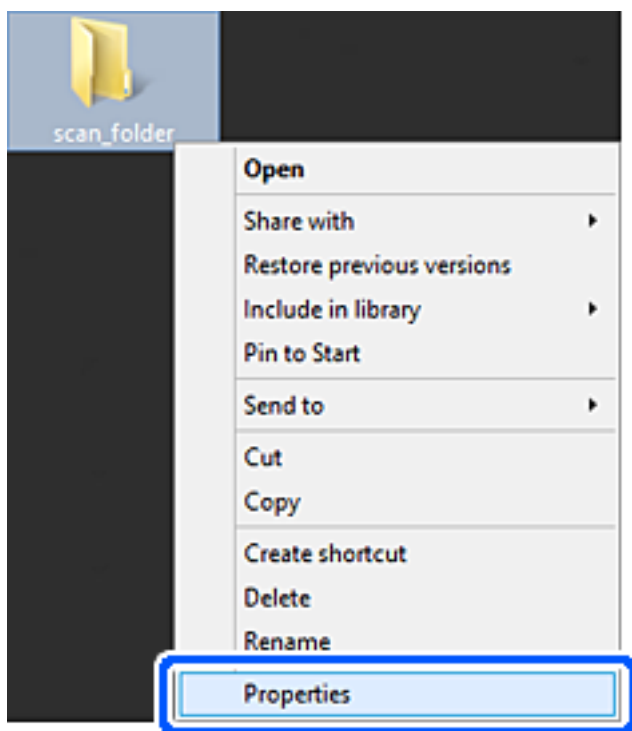 scan_folder
Open
Share with
Restore previous versions
Include in library
Pin to Start
Send to
Cut
Copy
Create shortcut
Delete
Rename
Properties